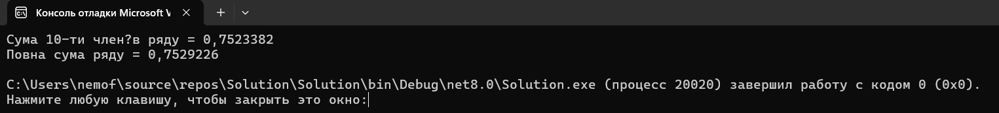 Консоль отладки Microsoft V
Сума 10-ти член?в ряду = 0,7523382
Повна сума ряду = 0,7529226
C:\Users\nemof\source\repos\Solution\Solution\bin\Debug\net8.0\Solution.exe (процесс 20020) завершил работу с кодом 0 (0x0).
Нажмите любую клавишу, чтобы закрыть это окно: